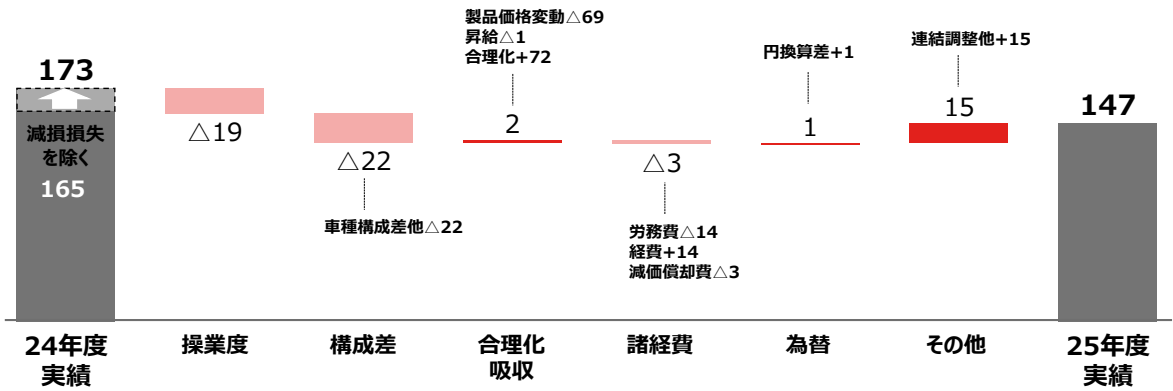 173
減損損失
を除く
165
△19
△22
車種構成差他△22
製品価格変動△69
昇給△1
合理化+72
2
△3
労務費△14
経費+14
減価償却費△3
円換算差+1
1
連結調整他+15
15
147
24年度
実績
操業度
構成差
合理化
吸収
諸経費
為替
その他
25年度
実績